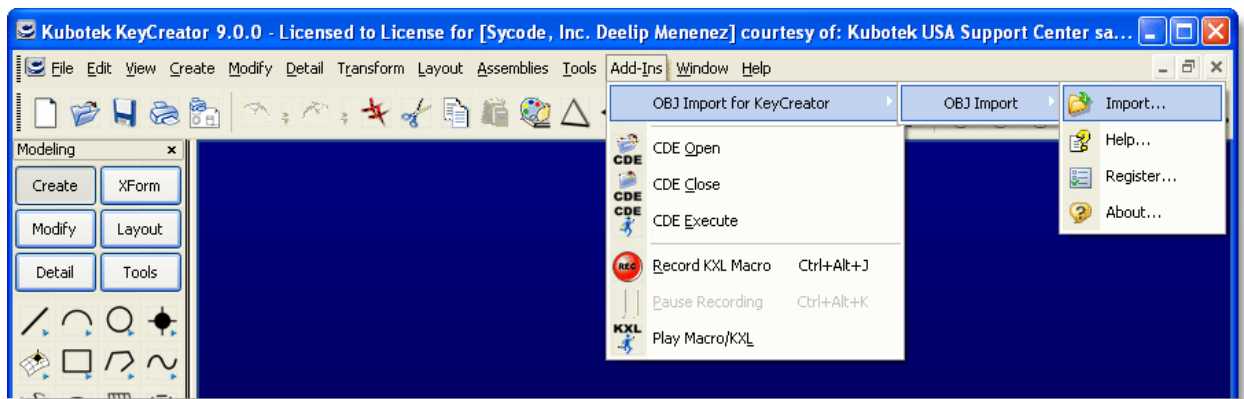 Kubotek KeyCreator 9.0.0 - Licensed to License for [Sycode, Inc. Deelip Menenez] courtesy of: Kubotek USA Support Center sa...
File Edit View Create Modify Detail Transform Layout Assemblies Tools Add-Ins Window Help
OBJ Import for KeyCreator
OBJ Import
Import...
Help...
Register...
About...
CDE Open
CDE
CDE Close
CDE
CDE Execute
CDE
Record KXL Macro Ctrl+Alt+J
REC
Pause Recording Ctrl+Alt+K
Play Macro/KXL
KXL
Modeling
Create XForm
Modify Layout
Detail Tools